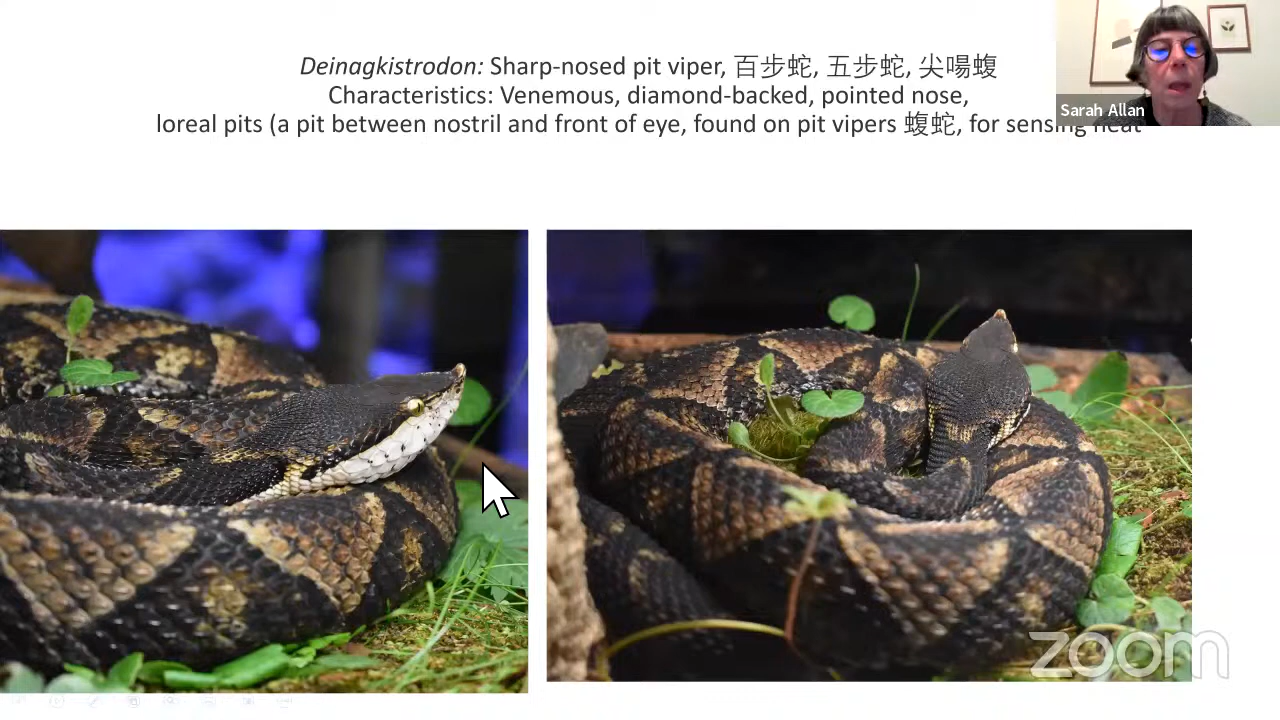 Deinagkistrodon: Sharp-nosed pit viper, 百步蛇, 五步蛇, 尖吻蝮
Characteristics: Venemous, diamond-backed, pointed nose,
loreal pits (a pit between nostril and front of eye, found on pit vipers 蝮蛇, for sensing heat
Sarah Allan
zoom